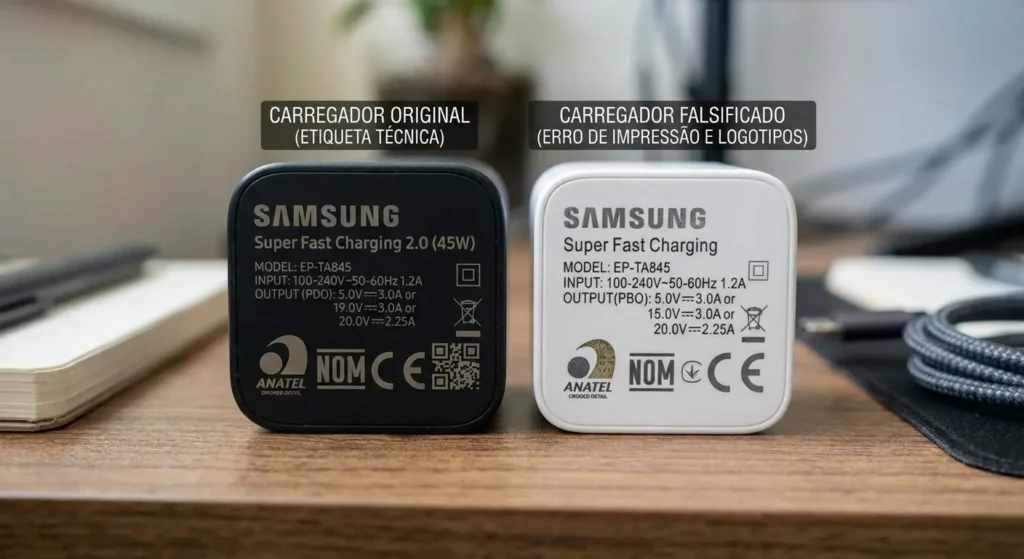 CARREGADOR ORIGINAL
(ETIQUETA TÉCNICA)
SAMSUNG
Super Fast Charging 2.0 (45W)
MODEL: EP-TA845
INPUT: 100-240V~50-60Hz 1.2A
OUTPUT (PDO): 5.0V⎓3.0A or
19.0V⎓3.0A or
20.0V⎓2.25A
ANATEL
NOM
CE
CARREGADOR FALSIFICADO
(ERRO DE IMPRESSÃO E LOGOTIPOS)
SAMSUNG
Super Fast Charging
MODEL: EP-TA845
INPUT: 100-240V~50-60Hz 1.2A
OUTPUT(PBO): 5.0V⎓3.0A or
15.0V⎓3.0A or
20.0V⎓2.25A
ANATEL
CROOCO DETAIL
NOM
CE